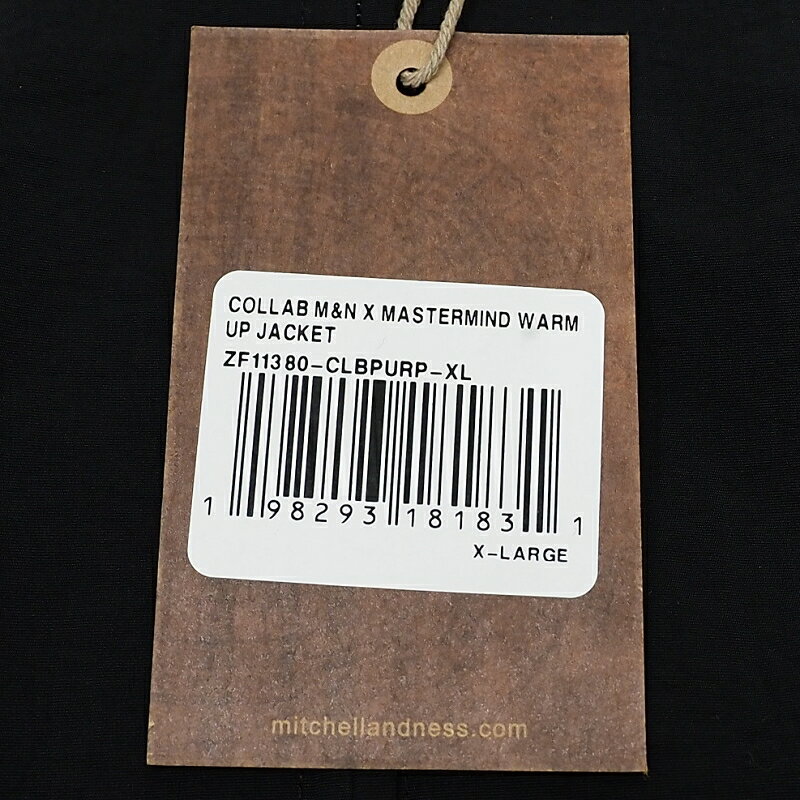 COLLAB M&N X MASTERMIND WARM
UP JACKET
ZF11380-CLBPURP-XL
1 98293 18183 1
X-LARGE
mitchellandness.com